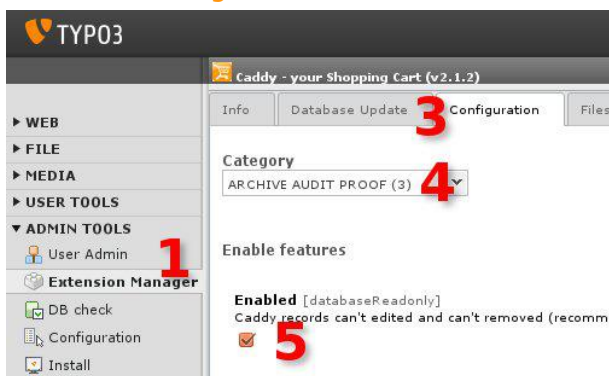 TYPO3
Caddy - your Shopping Cart (v2.1.2)
Info Database Update 3 Configuration Files
WEB
FILE
MEDIA
USER TOOLS
ADMIN TOOLS
User Admin 1
Extension Manager
DB check
Configuration
Install
Category
ARCHIVE AUDIT PROOF (3) 4
Enable features
Enabled [databaseReadonly]
Caddy records can't edited and can't removed (recomm
5